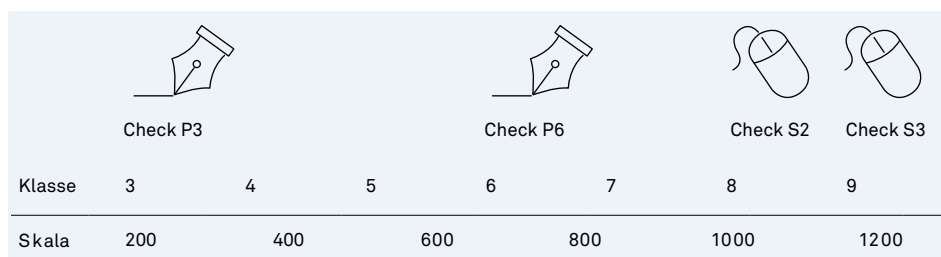 Check P3 Check P6 Check S2 Check S3
Klasse 3 4 5 6 7 8 9
Skala 200 400 600 800 1000 1200